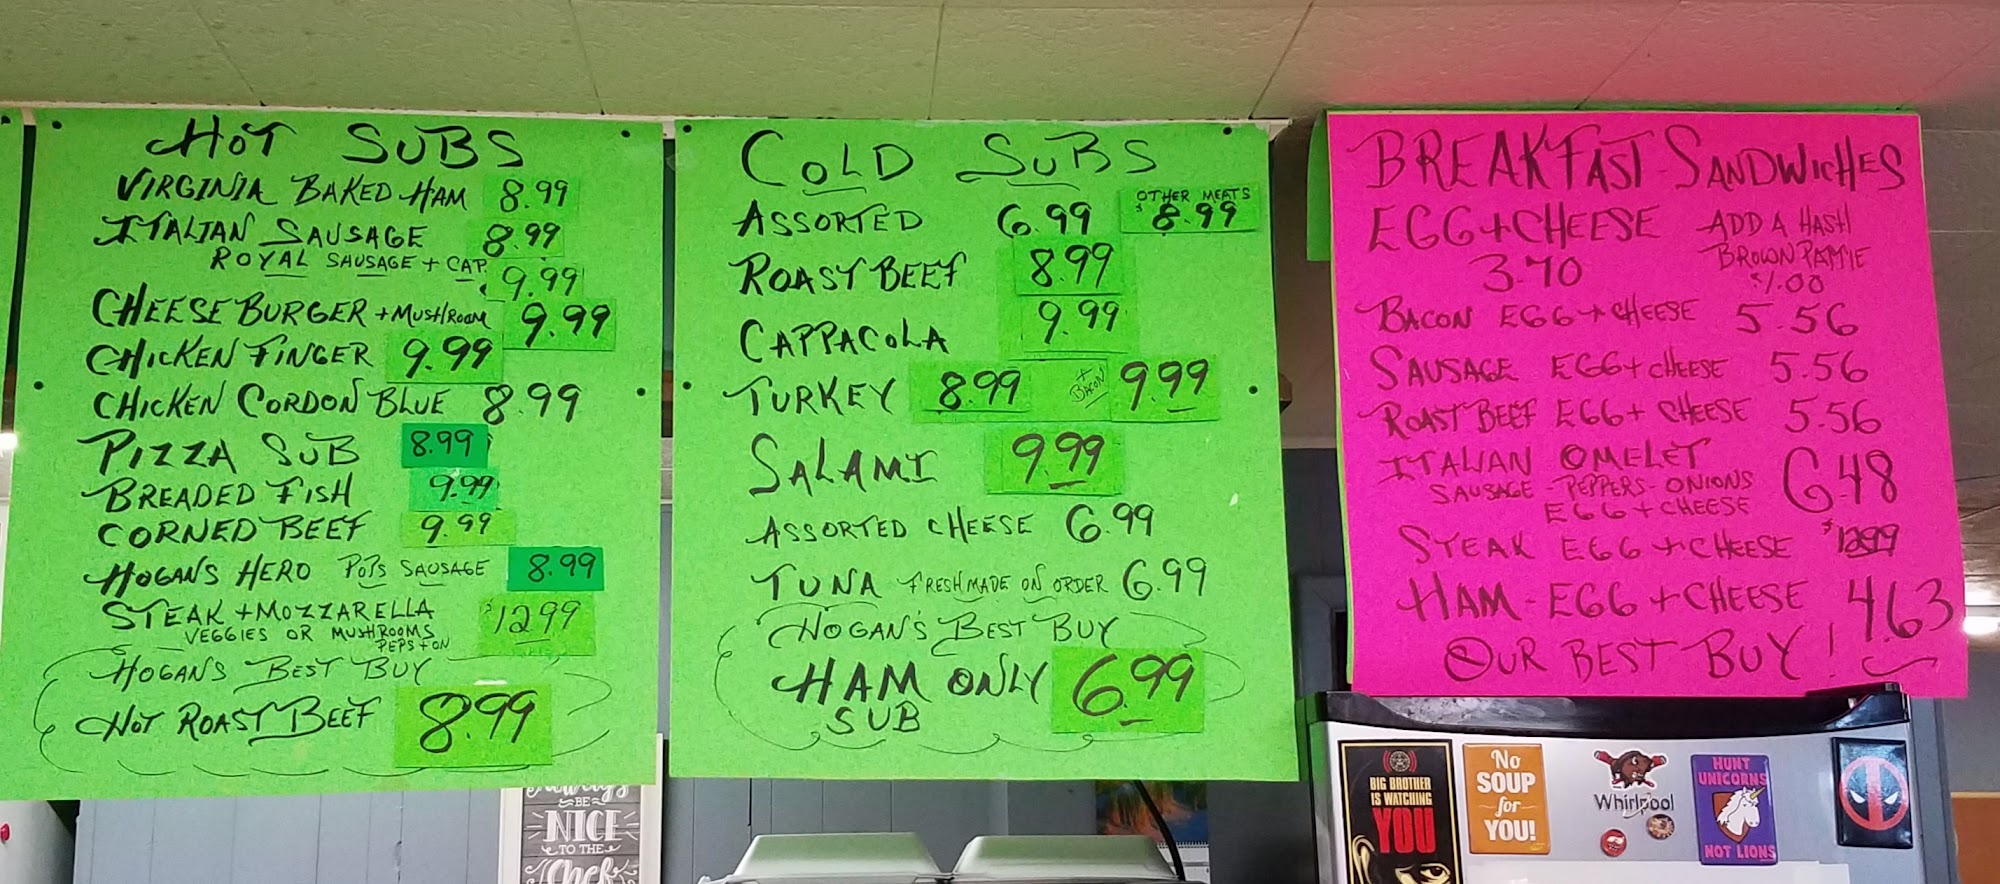 HOT SUBS
VIRGINIA BAKED HAM 8.99
ITALIAN SAUSAGE 8.99
ROYAL SAUSAGE + CAP. 9.99
CHEESE BURGER + MUSHROOM 9.99
CHICKEN FINGER 9.99
CHICKEN CORDON BLUE 8.99
PIZZA SUB 8.99
BREADED FISH 9.99
CORNED BEEF 9.99
HOGANS HERO POPS SAUSAGE 8.99
STEAK + MOZZARELLA $12.99
VEGGIES OR MUSHROOMS
PEPS + ON
HOGANS BEST BUY
HOT ROAST BEEF 8.99
COLD SUBS
OTHER MEATS
ASSORTED 6.99 $8.99
ROAST BEEF 8.99
CAPPACOLA 9.99
TURKEY 8.99 + BACON 9.99
SALAMI 9.99
ASSORTED CHEESE 6.99
TUNA FRESH MADE ON ORDER 6.99
HOGAN'S BEST BUY
HAM ONLY 6.99
SUB
BREAKFAST SANDWICHES
EGG + CHEESE
3.70
ADD A HASH
BROWN PATTIE
$1.00
BACON EGG + CHEESE 5.56
SAUSAGE EGG + CHEESE 5.56
ROAST BEEF EGG + CHEESE 5.56
ITALIAN OMELET 6.48
SAUSAGE - PEPPERS - ONIONS
EGG + CHEESE
STEAK EGG + CHEESE
HAM - EGG + CHEESE 4.63
OUR BEST BUY!
BE
NICE
TO THE
Chef
BIG BROTHER
IS WATCHING
YOU
No
SOUP
for
YOU!
Whirlpool
HUNT
UNICORNS
NOT LIONS